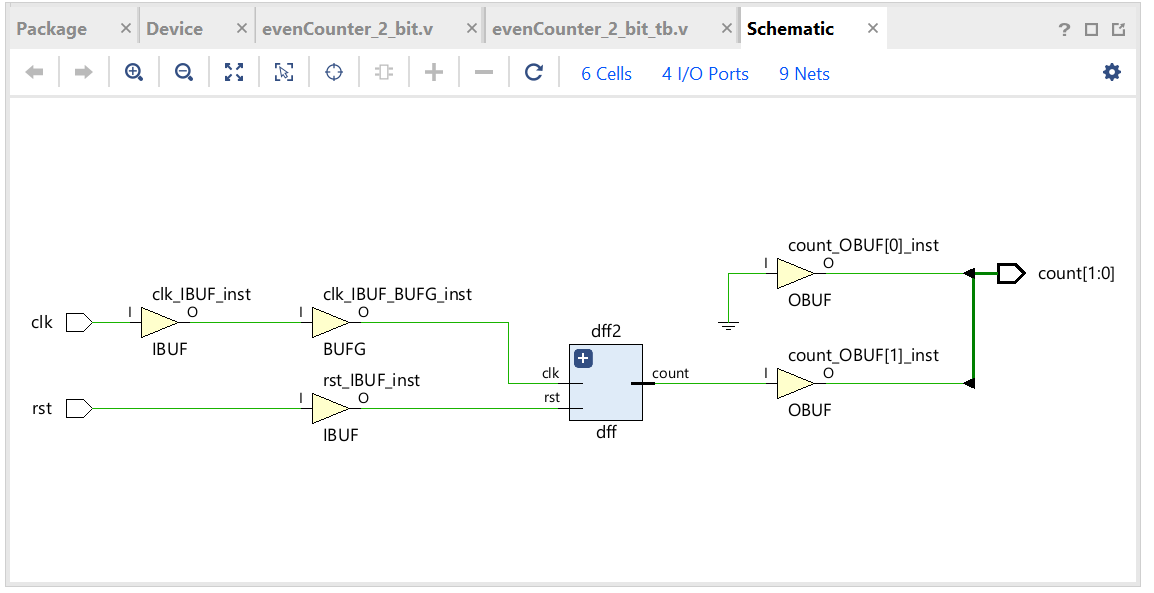 Package × Device × evenCounter_2_bit.v × evenCounter_2_bit_tb.v × Schematic × ?
6 Cells 4 I/O Ports 9 Nets
count_OBUF[0]_inst
I O
count[1:0]
OBUF
clk_IBUF_inst clk_IBUF_BUFG_inst
I O I O
clk
IBUF BUFG
dff2
count_OBUF[1]_inst
clk count I O
rst_IBUF_inst
rst
I O
rst
OBUF
IBUF
dff